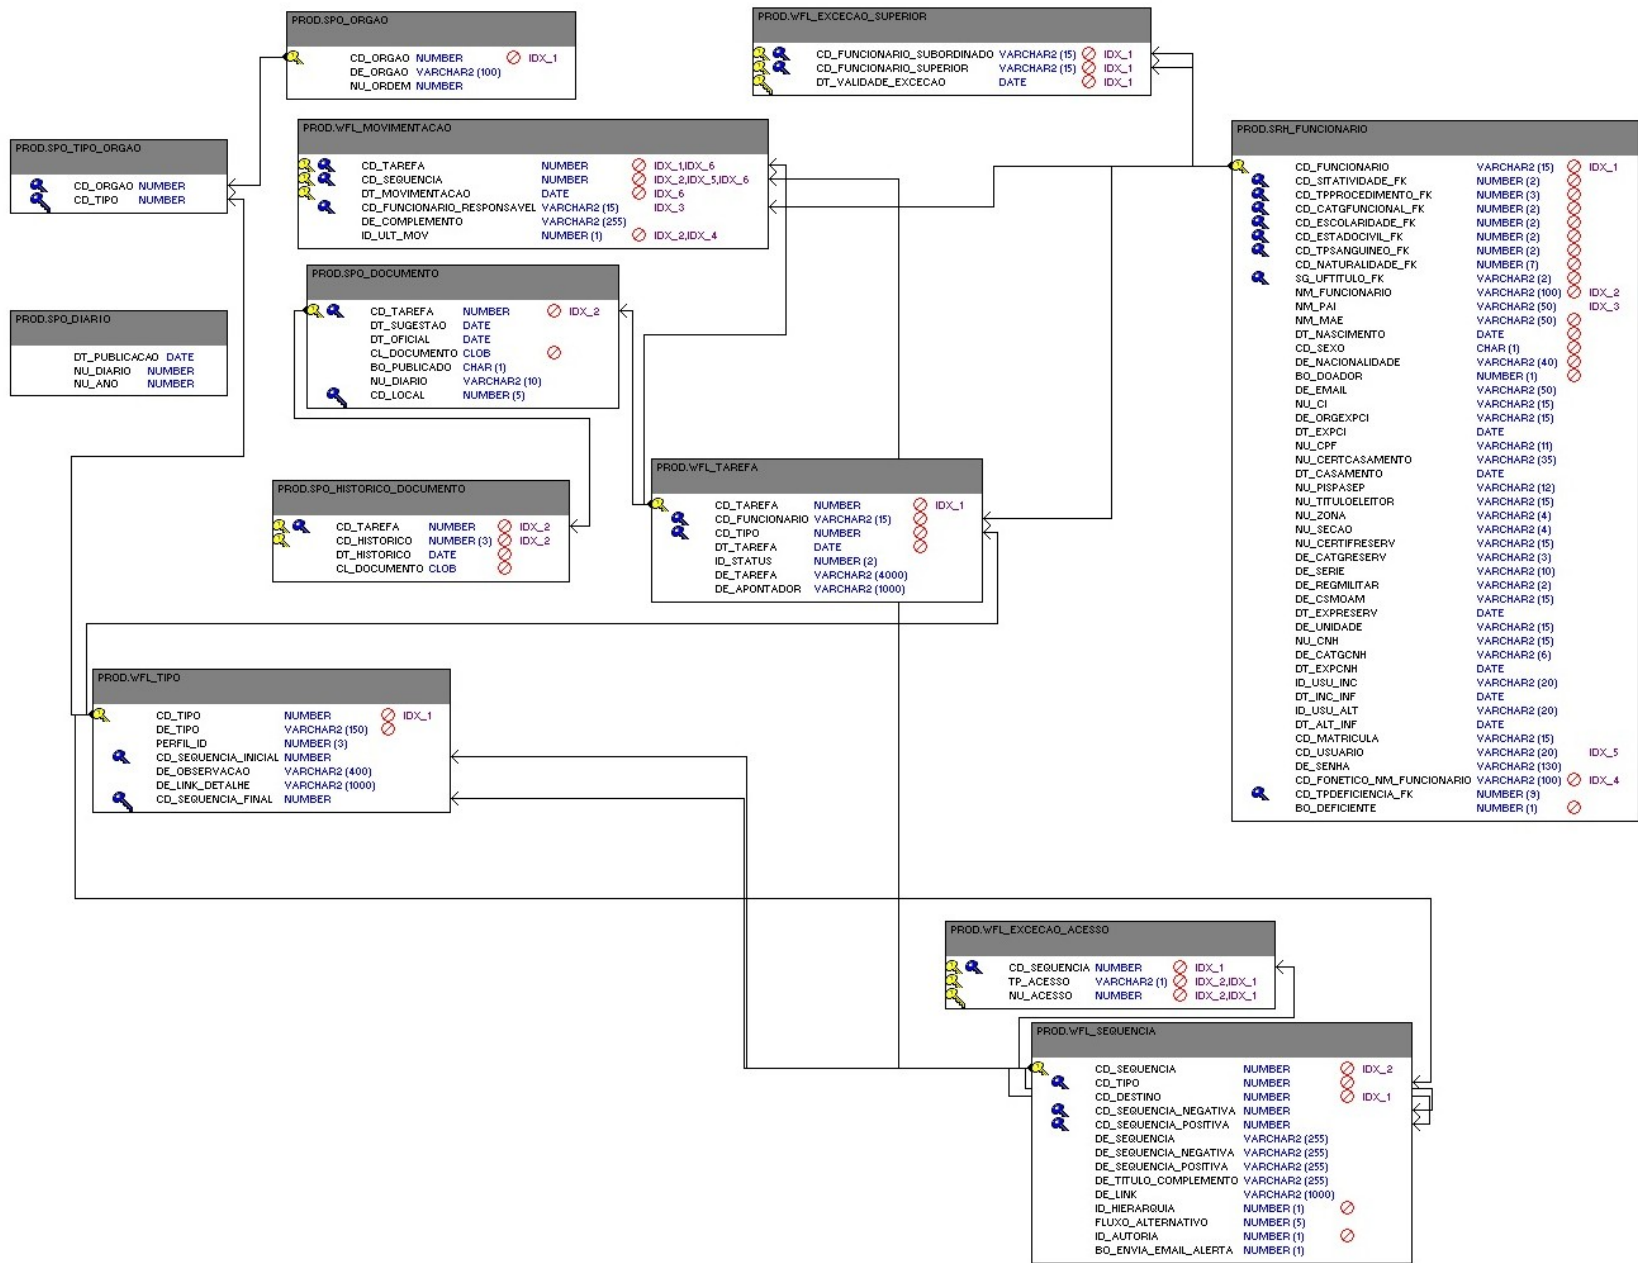 PROD.SPO_ORGAO
CD_ORGAO NUMBER IDX_1
DE_ORGAO VARCHAR2 (100)
NU_ORDEM NUMBER
PROD.WFL_EXCECAO_SUPERIOR
CD_FUNCIONARIO_SUBORDINADO VARCHAR2 (15) IDX_1
CD_FUNCIONARIO_SUPERIOR VARCHAR2 (15) IDX_1
DT_VALIDADE_EXCECAO DATE IDX_1
PROD.SPO_TIPO_ORGAO
CD_ORGAO NUMBER
CD_TIPO NUMBER
PROD.WFL_MOVIMENTACAO
CD_TAREFA NUMBER IDX_1,IDX_6
CD_SEQUENCIA NUMBER IDX_2,IDX_5,IDX_6
DT_MOVIMENTACAO DATE IDX_6
CD_FUNCIONARIO_RESPONSAVEL VARCHAR2 (15) IDX_3
DE_COMPLEMENTO VARCHAR2 (255)
ID_ULT_MOV NUMBER (1) IDX_2,IDX_4
PROD.SRH_FUNCIONARIO
CD_FUNCIONARIO VARCHAR2 (15) IDX_1
CD_SITATIVIDADE_FK NUMBER (2)
CD_TPPROCEDIMENTO_FK NUMBER (3)
CD_CATGFUNCIONAL_FK NUMBER (2)
CD_ESCOLARIDADE_FK NUMBER (2)
CD_ESTADOCIVIL_FK NUMBER (2)
CD_TPSANGUINEO_FK NUMBER (2)
CD_NATURALIDADE_FK NUMBER (7)
SG_UFTITULO_FK VARCHAR2 (2)
NM_FUNCIONARIO VARCHAR2 (100) IDX_2
NM_PAI VARCHAR2 (50) IDX_3
NM_MAE VARCHAR2 (50)
DT_NASCIMENTO DATE
CD_SEXO CHAR (1)
DE_NACIONALIDADE VARCHAR2 (40)
BO_DOADOR NUMBER (1)
DE_EMAIL VARCHAR2 (50)
NU_CI VARCHAR2 (15)
DE_ORGEXPCI VARCHAR2 (15)
DT_EXPCI DATE
NU_CPF VARCHAR2 (11)
NU_CERTCASAMENTO VARCHAR2 (35)
DT_CASAMENTO DATE
NU_PISPASEP VARCHAR2 (12)
NU_TITULOELEITOR VARCHAR2 (15)
NU_ZONA VARCHAR2 (4)
NU_SECAO VARCHAR2 (4)
NU_CERTIFRESERV VARCHAR2 (15)
DE_CATGRESERV VARCHAR2 (3)
DE_SERIE VARCHAR2 (10)
DE_REGMILITAR VARCHAR2 (2)
DE_CSMOAM VARCHAR2 (15)
DT_EXPRESERV DATE
DE_UNIDADE VARCHAR2 (15)
NU_CNH VARCHAR2 (15)
DE_CATGCNH VARCHAR2 (6)
DT_EXPCNH DATE
ID_USU_INC VARCHAR2 (20)
DT_INC_INF DATE
ID_USU_ALT VARCHAR2 (20)
DT_ALT_INF DATE
CD_MATRICULA VARCHAR2 (15)
CD_USUARIO VARCHAR2 (20) IDX_5
DE_SENHA VARCHAR2 (130)
CD_FONETICO_NM_FUNCIONARIO VARCHAR2 (100) IDX_4
CD_TPDEFICIENCIA_FK NUMBER (9)
BO_DEFICIENTE NUMBER (1)
PROD.SPO_DOCUMENTO
CD_TAREFA NUMBER IDX_2
DT_SUGESTAO DATE
DT_OFICIAL DATE
CL_DOCUMENTO CLOB
BO_PUBLICADO CHAR (1)
NU_DIARIO VARCHAR2 (10)
CD_LOCAL NUMBER (5)
PROD.SPO_DIARIO
DT_PUBLICACAO DATE
NU_DIARIO NUMBER
NU_ANO NUMBER
PROD.SPO_HISTORICO_DOCUMENTO
CD_TAREFA NUMBER IDX_2
CD_HISTORICO NUMBER (3) IDX_2
DT_HISTORICO DATE
CL_DOCUMENTO CLOB
PROD.WFL_TAREFA
CD_TAREFA NUMBER IDX_1
CD_FUNCIONARIO VARCHAR2 (15)
CD_TIPO NUMBER
DT_TAREFA DATE
ID_STATUS NUMBER (2)
DE_TAREFA VARCHAR2 (4000)
DE_APONTADOR VARCHAR2 (1000)
PROD.WFL_TIPO
CD_TIPO NUMBER IDX_1
DE_TIPO VARCHAR2 (150)
PERFIL_ID NUMBER (3)
CD_SEQUENCIA_INICIAL NUMBER
DE_OBSERVACAO VARCHAR2 (400)
DE_LINK_DETALHE VARCHAR2 (1000)
CD_SEQUENCIA_FINAL NUMBER
PROD.WFL_EXCECAO_ACESSO
CD_SEQUENCIA NUMBER IDX_1
TP_ACESSO VARCHAR2 (1) IDX_2,IDX_1
NU_ACESSO NUMBER IDX_2,IDX_1
PROD.WFL_SEQUENCIA
CD_SEQUENCIA NUMBER IDX_2
CD_TIPO NUMBER
CD_DESTINO NUMBER IDX_1
CD_SEQUENCIA_NEGATIVA NUMBER
CD_SEQUENCIA_POSITIVA NUMBER
DE_SEQUENCIA VARCHAR2 (255)
DE_SEQUENCIA_NEGATIVA VARCHAR2 (255)
DE_SEQUENCIA_POSITIVA VARCHAR2 (255)
DE_TITULO_COMPLEMENTO VARCHAR2 (255)
DE_LINK VARCHAR2 (1000)
ID_HIERARQUIA NUMBER (1)
FLUXO_ALTERNATIVO NUMBER (5)
ID_AUTORIA NUMBER (1)
BO_ENVIA_EMAIL_ALERTA NUMBER (1)